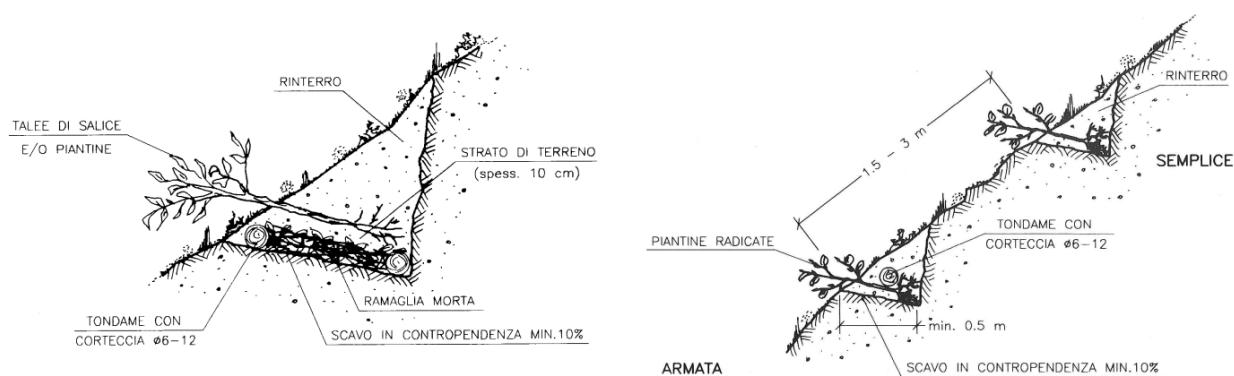 RINTERRO
TALEE DI SALICE
E/O PIANTINE
STRATO DI TERRENO
(spess. 10 cm)
RAMAGLIA MORTA
TONDAME CON
CORTECCIA ø6-12
SCAVO IN CONTROPENDENZA MIN.10%
RINTERRO
1.5 - 3 m
SEMPLICE
TONDAME CON
CORTECCIA ø6-12
PIANTINE RADICATE
min. 0.5 m
ARMATA
SCAVO IN CONTROPENDENZA MIN.10%